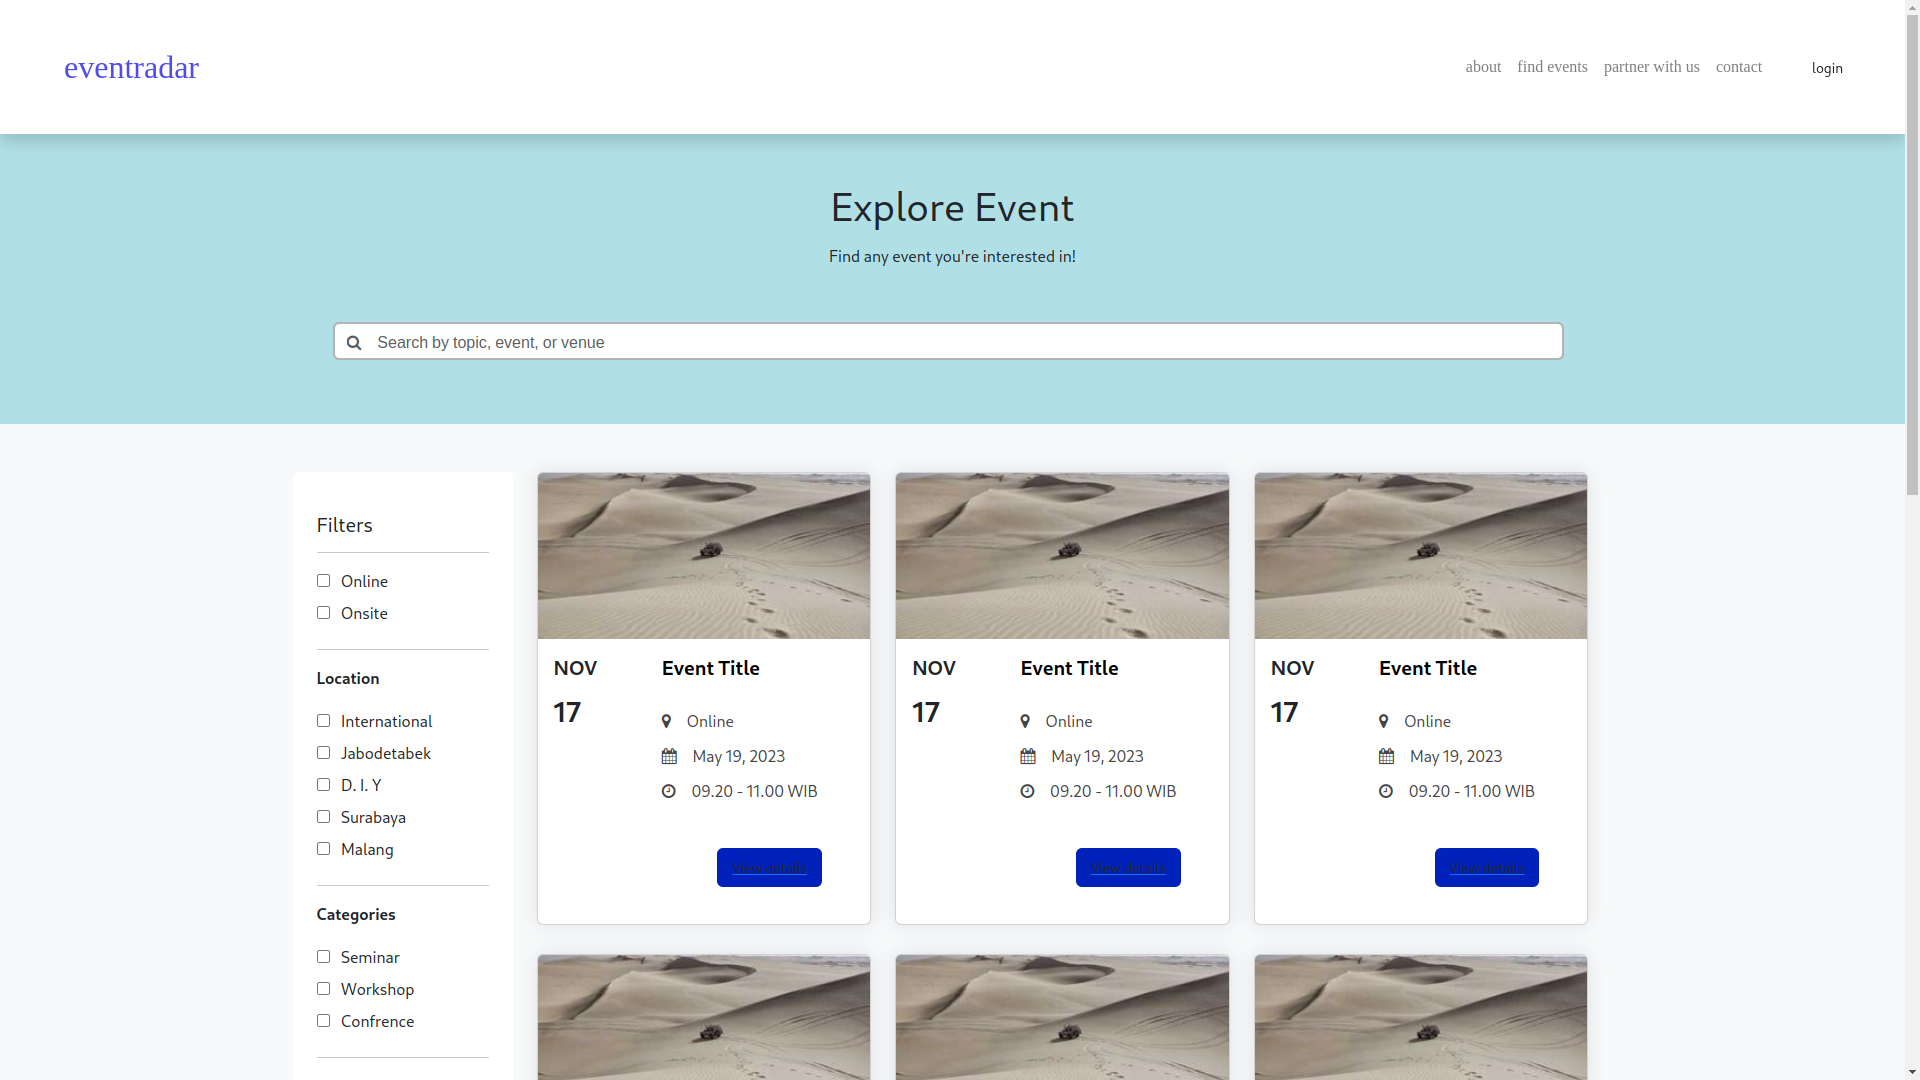 eventradar
about find events partner with us contact login
Explore Event
Find any event you're interested in!
Search by topic, event, or venue
Filters
Online
Onsite
Location
International
Jabodetabek
D. I. Y
Surabaya
Malang
Categories
Seminar
Workshop
Confrence
NOV Event Title
17
Online
May 19, 2023
09.20 - 11.00 WIB
View details
NOV Event Title
17
Online
May 19, 2023
09.20 - 11.00 WIB
View details
NOV Event Title
17
Online
May 19, 2023
09.20 - 11.00 WIB
View details